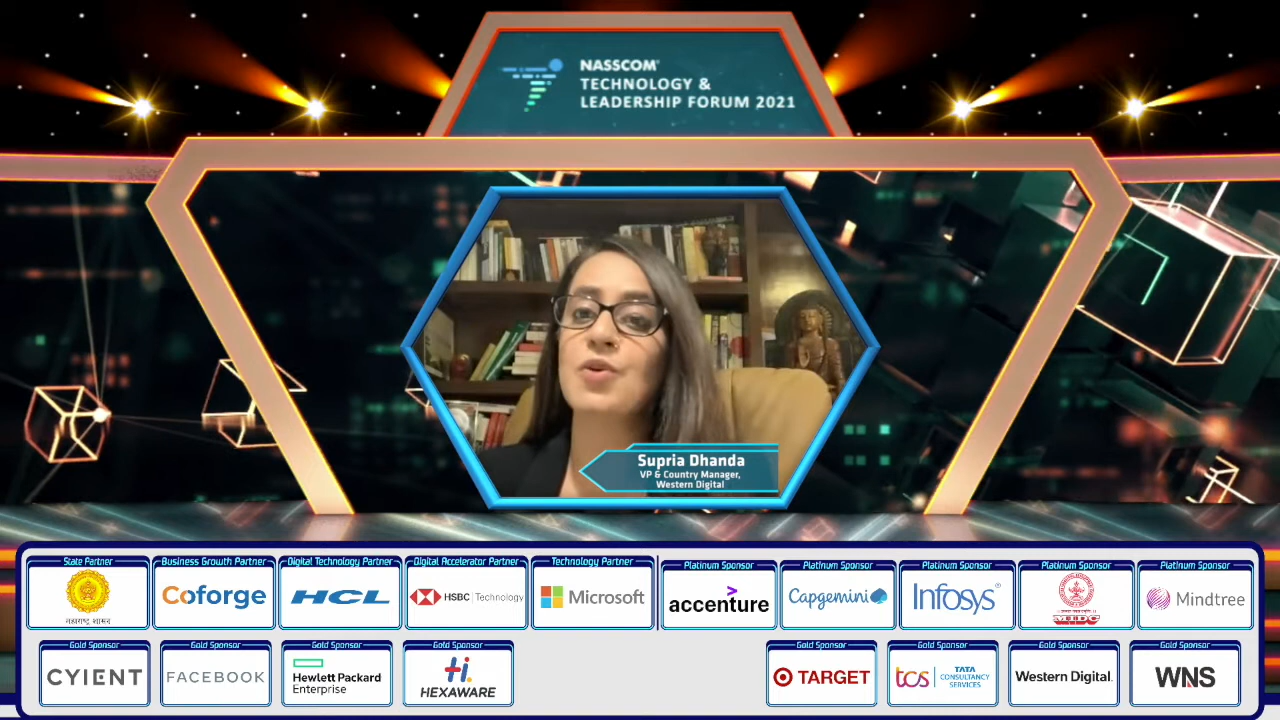 NASSCOM®
TECHNOLOGY &
LEADERSHIP FORUM 2021
Supria Dhanda
VP & Country Manager,
Western Digital
State Partner
महाराष्ट्र शासन
Business Growth Partner
Coforge
Digital Technology Partner
HCL
Digital Accelerator Partner
HSBC Technology
Technology Partner
Microsoft
Platinum Sponsor
accenture
Platinum Sponsor
Capgemini
Platinum Sponsor
Infosys®
Platinum Sponsor
MIDC
Platinum Sponsor
Mindtree
Gold Sponsor
CYIENT
Gold Sponsor
FACEBOOK
Gold Sponsor
Hewlett Packard
Enterprise
Gold Sponsor
HEXAWARE
Gold Sponsor
TARGET
Gold Sponsor
tcs
TATA
CONSULTANCY
SERVICES
Gold Sponsor
Western Digital.
Gold Sponsor
WNS